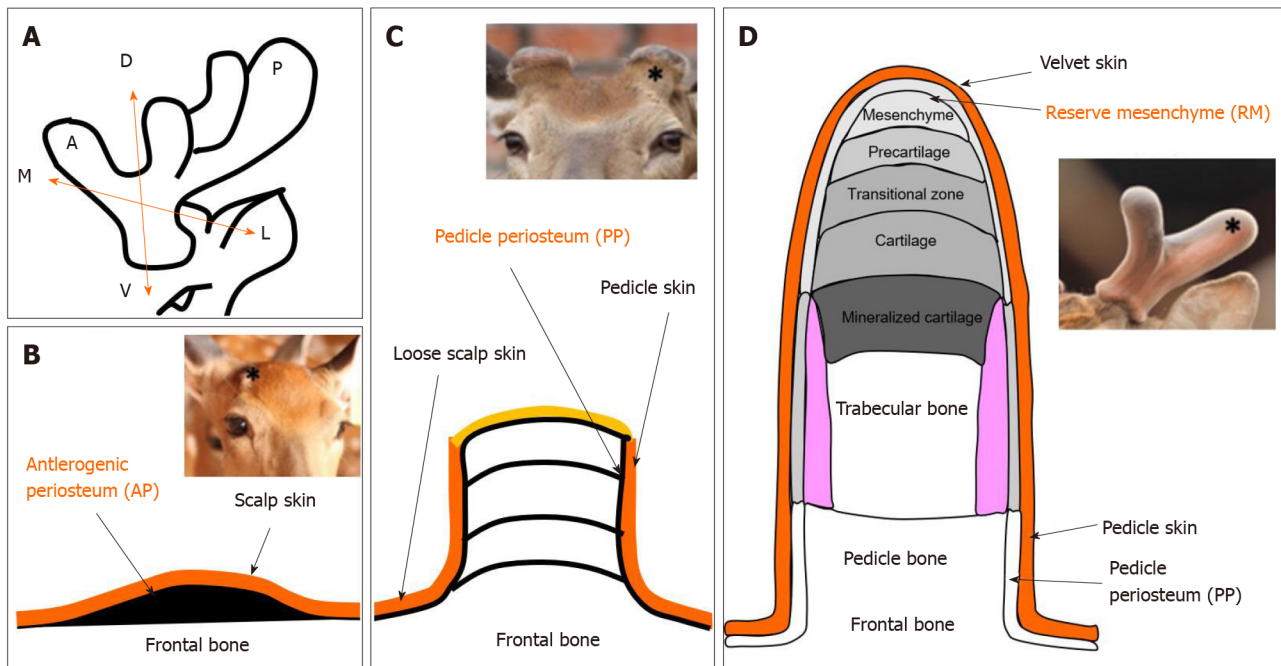 A
D
P
A
M
L
V
B
*
Antlerogenic
periosteum (AP)
Scalp skin
Frontal bone
C
*
Pedicle periosteum (PP)
Pedicle skin
Loose scalp skin
Frontal bone
D
Velvet skin
Reserve mesenchyme (RM)
Mesenchyme
Precartilage
Transitional zone
Cartilage
*
Mineralized cartilage
Trabecular bone
Pedicle skin
Pedicle bone
Pedicle
periosteum (PP)
Frontal bone